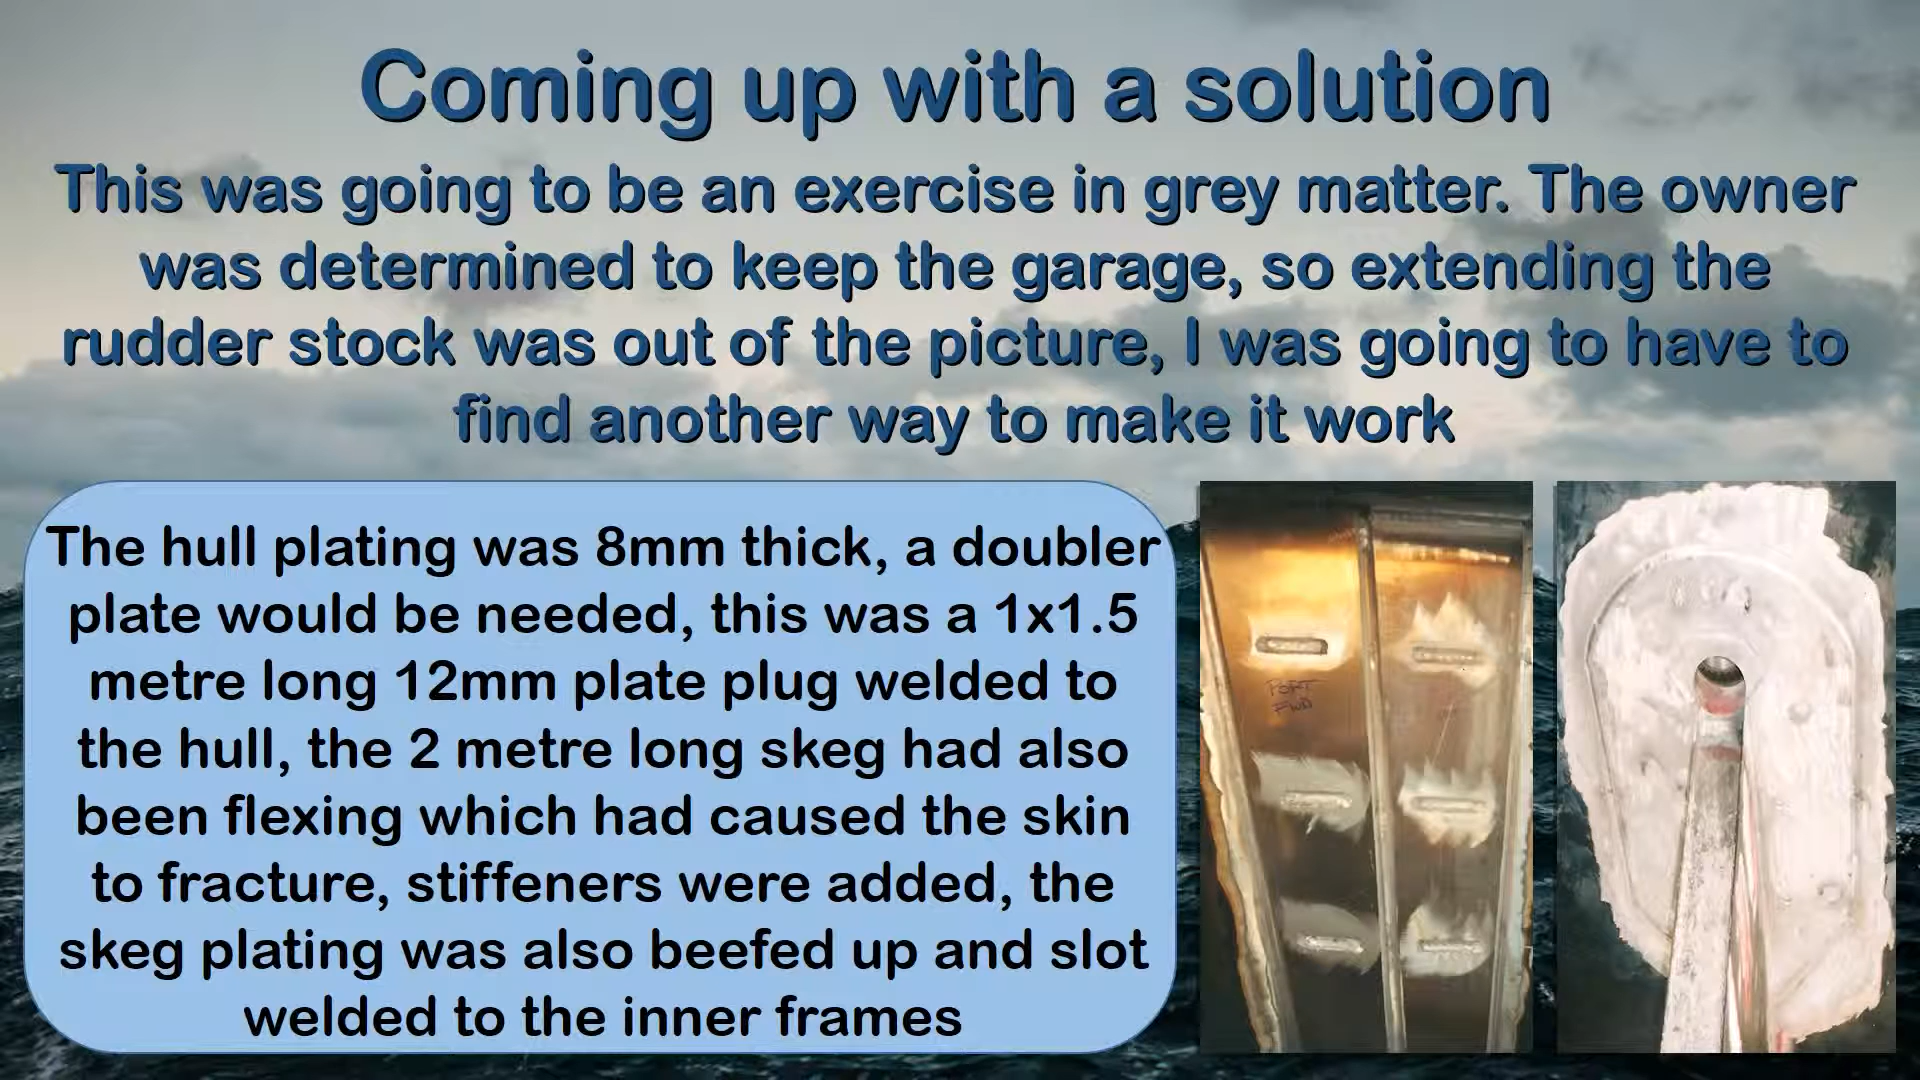 Coming up with a solution
This was going to be an exercise in grey matter. The owner
was determined to keep the garage, so extending the
rudder stock was out of the picture, I was going to have to
find another way to make it work
The hull plating was 8mm thick, a doubler
plate would be needed, this was a 1x1.5
metre long 12mm plate plug welded to
the hull, the 2 metre long skeg had also
been flexing which had caused the skin
to fracture, stiffeners were added, the
skeg plating was also beefed up and slot
welded to the inner frames
PORT
FWD